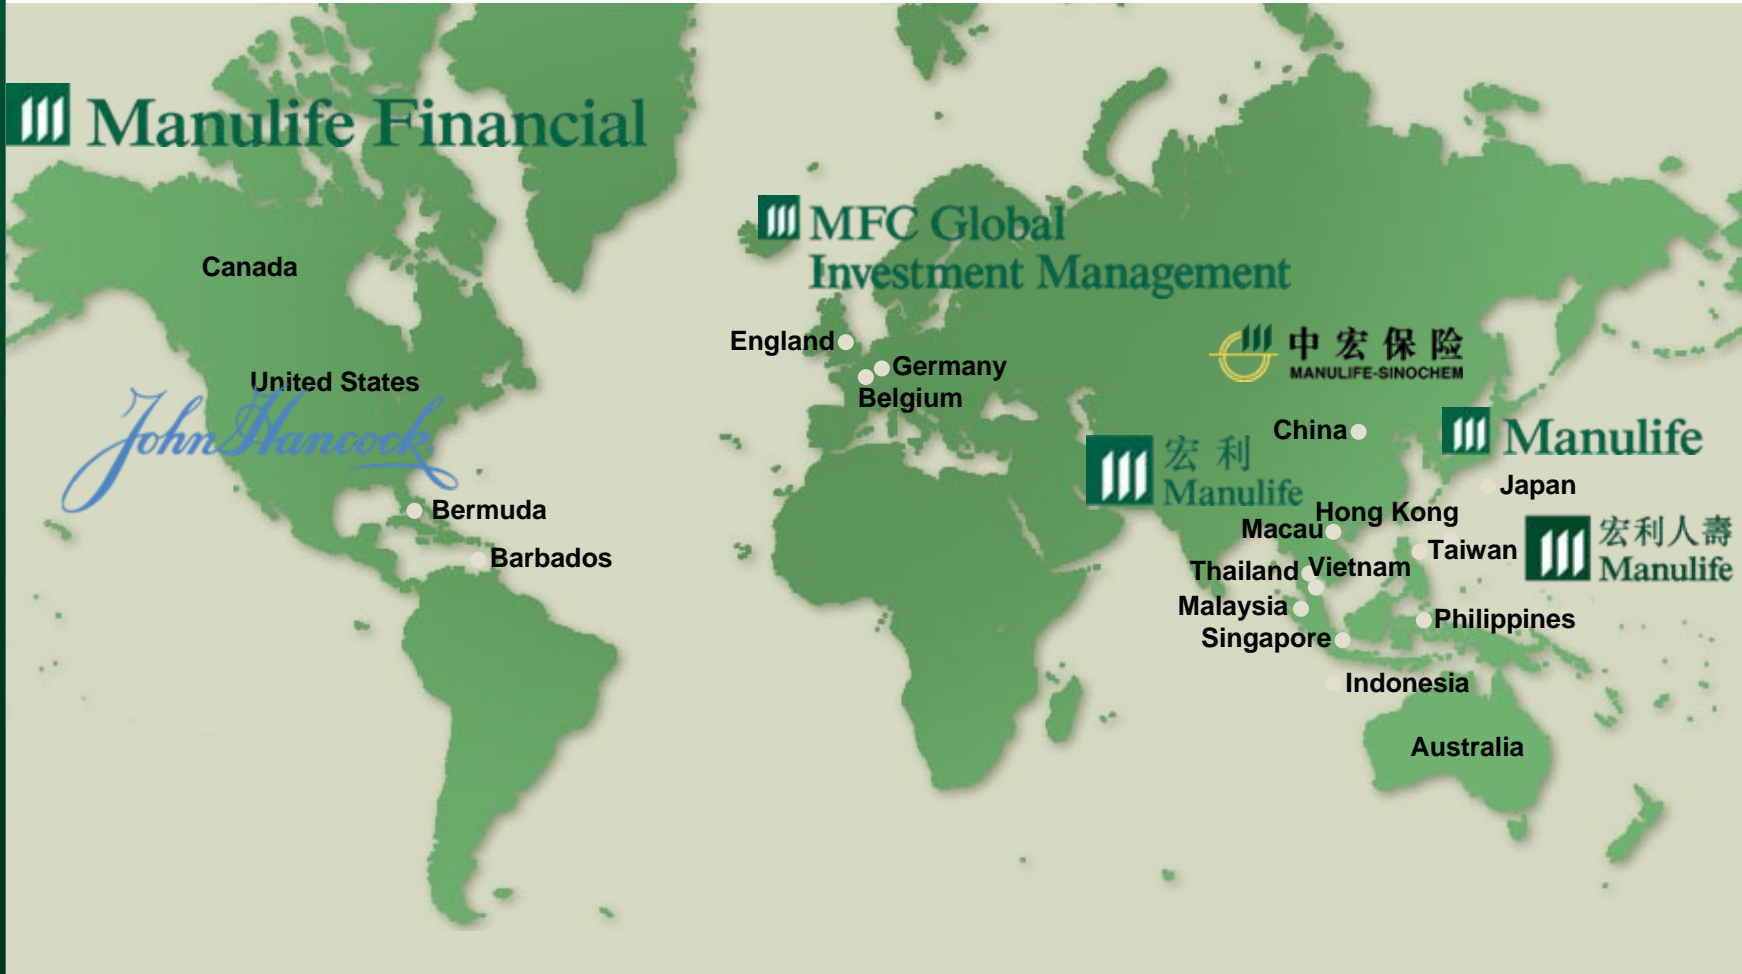 Manulife Financial
MFC Global
Investment Management
Canada
England
Germany
Belgium
United States
John Hancock
中宏保险
MANULIFE-SINOCHEM
China
Manulife
宏利
Manulife
Japan
Bermuda
Hong Kong
Macau
宏利人壽
Manulife
Taiwan
Barbados
Thailand
Vietnam
Malaysia
Philippines
Singapore
Indonesia
Australia